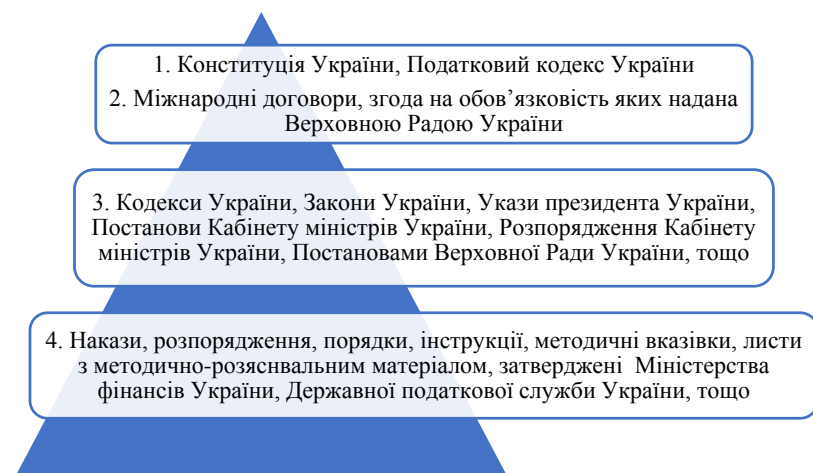 1. Конституція України, Податковий кодекс України
2. Міжнародні договори, згода на обов’язковість яких надана
Верховною Радою України
3. Кодекси України, Закони України, Укази президента України,
Постанови Кабінету міністрів України, Розпорядження Кабінету
міністрів України, Постановами Верховної Ради України, тощо
4. Накази, розпорядження, порядки, інструкції, методичні вказівки, листи
з методично-розяснвальним матеріалом, затверджені Міністерства
фінансів України, Державної податкової служби України, тощо